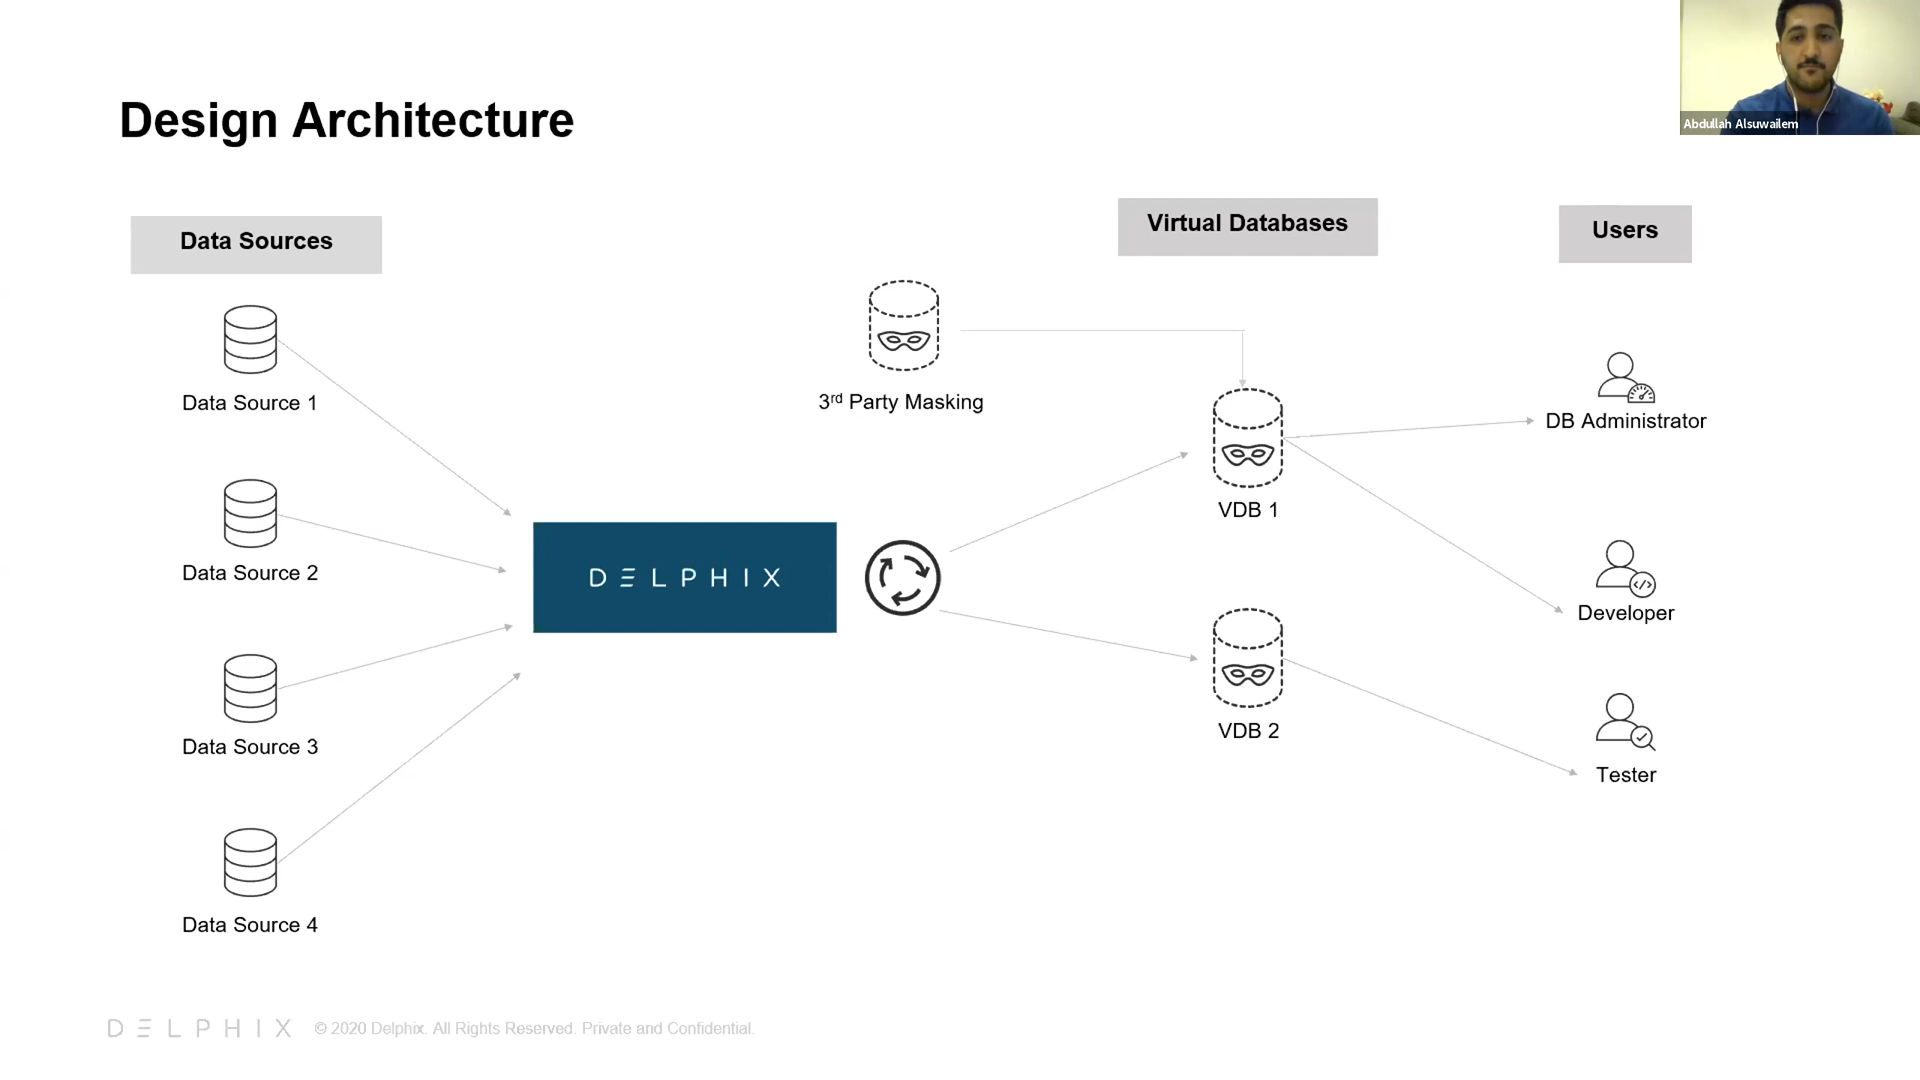 Abdullah Alsuwailem
Design Architecture
Data Sources
Virtual Databases
Users
Data Source 1
3rd Party Masking
DB Administrator
VDB 1
Data Source 2
DELPHIX
Developer
Data Source 3
VDB 2
Tester
Data Source 4
DELPHIX © 2020 Delphix. All Rights Reserved. Private and Confidential.